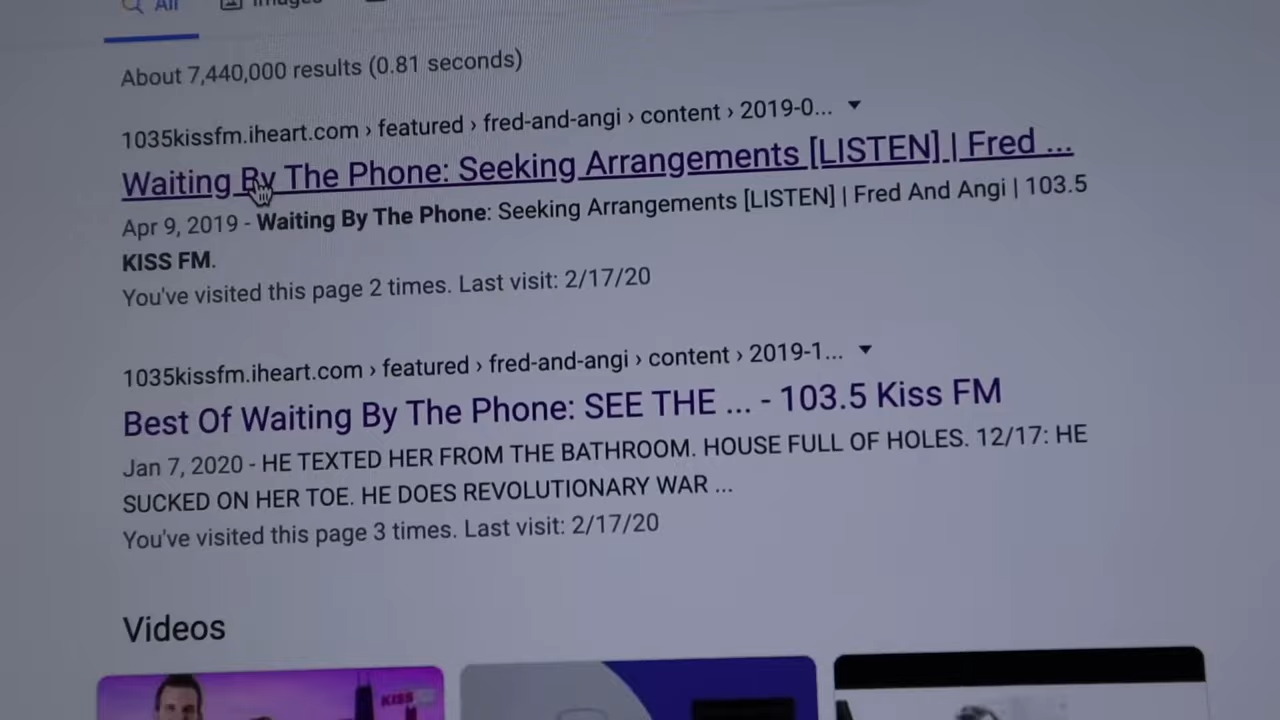 All Images
About 7,440,000 results (0.81 seconds)
1035kissfm.iheart.com › featured › fred-and-angi › content › 2019-0...
Waiting By The Phone: Seeking Arrangements [LISTEN] | Fred ...
Apr 9, 2019 - Waiting By The Phone: Seeking Arrangements [LISTEN] | Fred And Angi | 103.5
KISS FM.
You've visited this page 2 times. Last visit: 2/17/20
1035kissfm.iheart.com › featured › fred-and-angi › content › 2019-1...
Best Of Waiting By The Phone: SEE THE ... - 103.5 Kiss FM
Jan 7, 2020 - HE TEXTED HER FROM THE BATHROOM. HOUSE FULL OF HOLES. 12/17: HE
SUCKED ON HER TOE. HE DOES REVOLUTIONARY WAR ...
You've visited this page 3 times. Last visit: 2/17/20
Videos
KISS